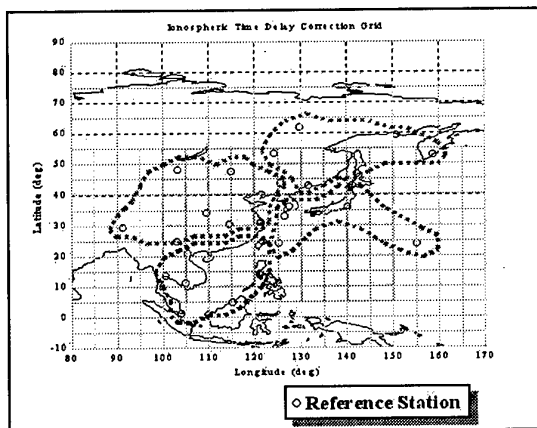 Ionospheric Time Delay Correction Grid
90
80
70
60
50
40
30
20
10
0
-10
Latitude (deg)
80 90 100 110 120 130 140 150 160 170
Longitude (deg)
Reference Station